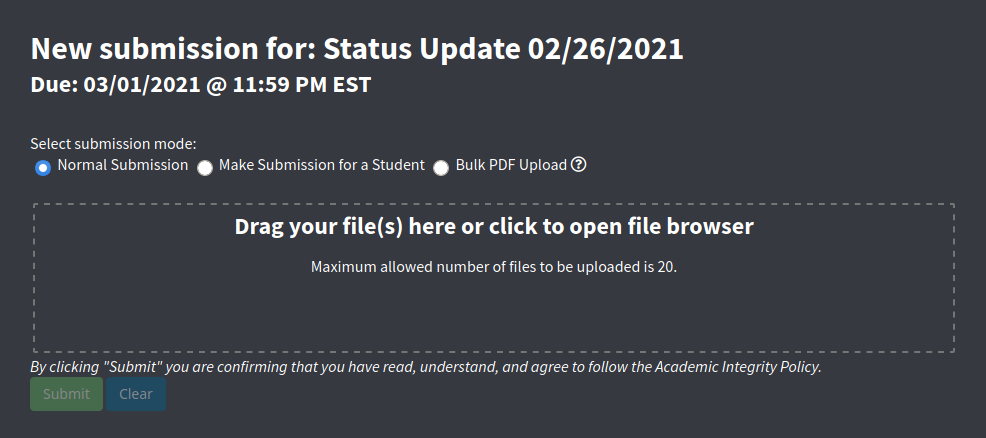 New submission for: Status Update 02/26/2021
Due: 03/01/2021 @ 11:59 PM EST
Select submission mode:
Normal Submission Make Submission for a Student Bulk PDF Upload ?
Drag your file(s) here or click to open file browser
Maximum allowed number of files to be uploaded is 20.
By clicking "Submit" you are confirming that you have read, understand, and agree to follow the Academic Integrity Policy.
Submit Clear